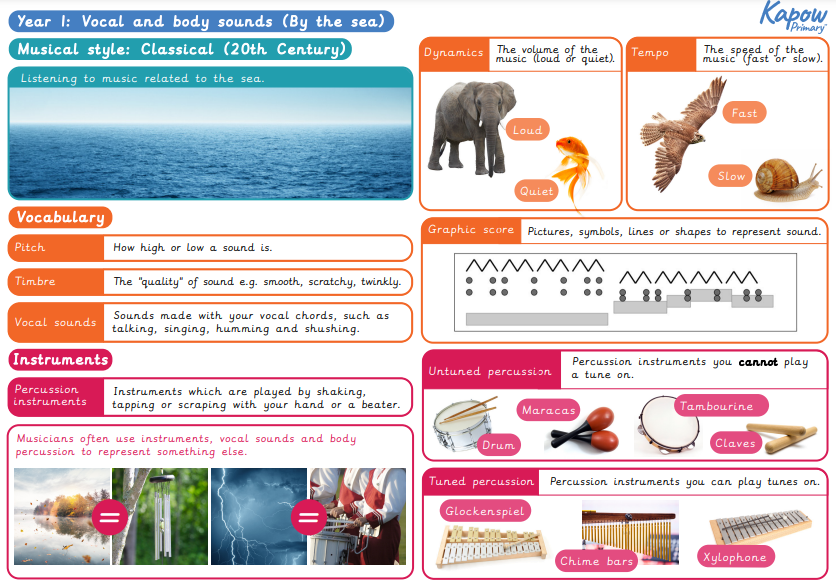 Year 1: Vocal and body sounds (By the sea)
Musical style: Classical (20th Century)
Listening to music related to the sea.
Vocabulary
Pitch
How high or low a sound is.
Timbre
The "quality" of sound e.g. smooth, scratchy, twinkly.
Vocal sounds
Sounds made with your vocal chords, such as
talking, singing, humming and shushing.
Instruments
Percussion
instruments
Instruments which are played by shaking,
tapping or scraping with your hand or a beater.
Musicians often use instruments, vocal sounds and body
percussion to represent something else.
=
=
Kapow
Primary
Dynamics
The volume of the
music (loud or quiet).
Loud
Quiet
Tempo
The speed of the
music (fast or slow).
Fast
Slow
Graphic score
Pictures, symbols, lines or shapes to represent sound.
Untuned percussion
Percussion instruments you cannot play
a tune on.
Drum
Maracas
Tambourine
Claves
Tuned percussion
Percussion instruments you can play tunes on.
Glockenspiel
Chime bars
Xylophone